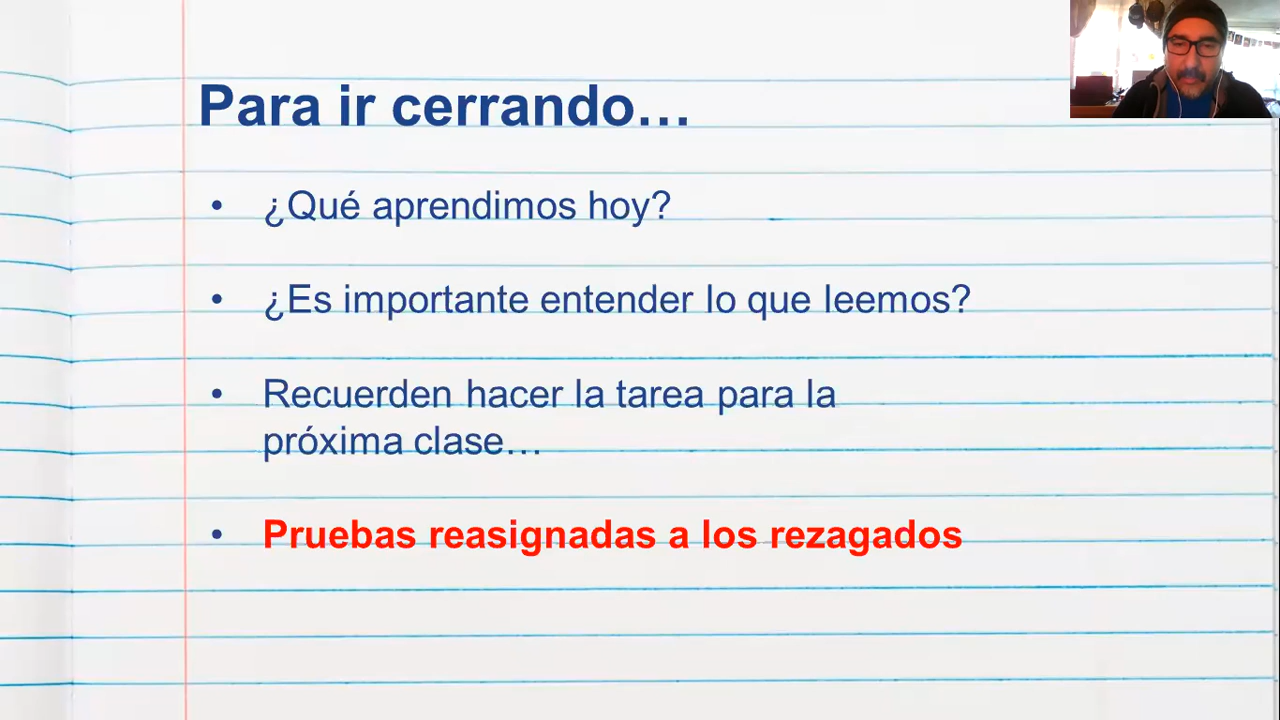 Para ir cerrando…
• ¿Qué aprendimos hoy?
• ¿Es importante entender lo que leemos?
• Recuerden hacer la tarea para la
próxima clase…
• Pruebas reasignadas a los rezagados